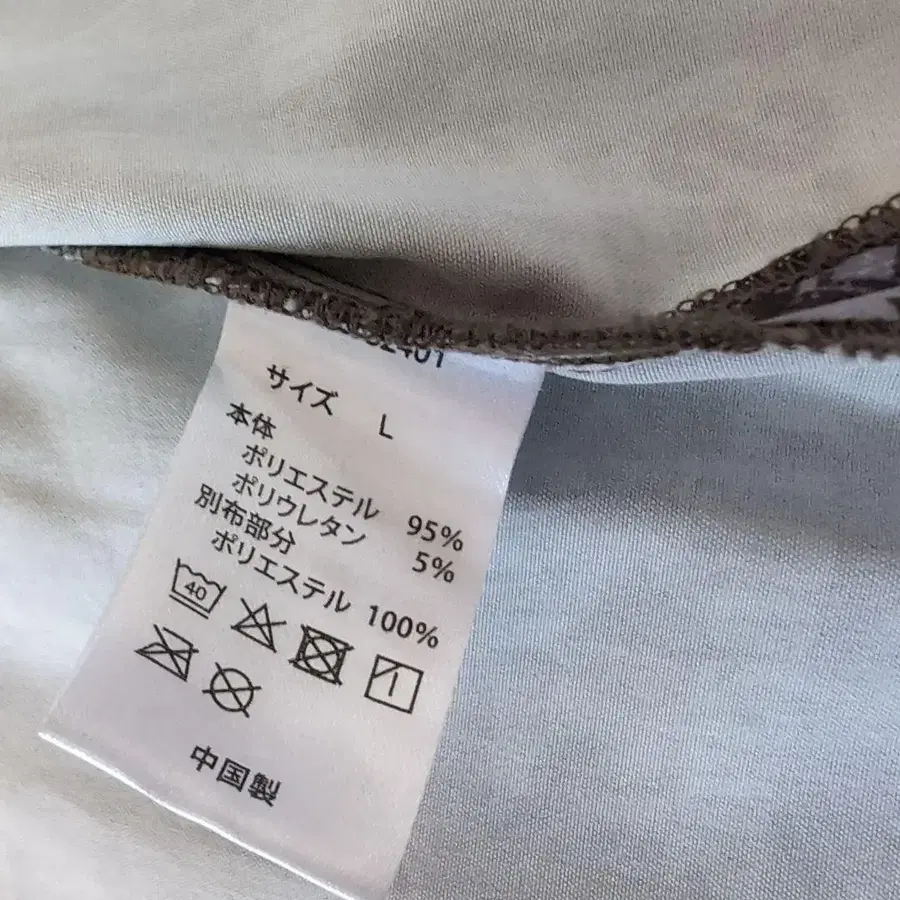 サイズ L
本体
ポリエステル 95%
ポリウレタン 5%
別布部分
ポリエステル 100%
40
中国製